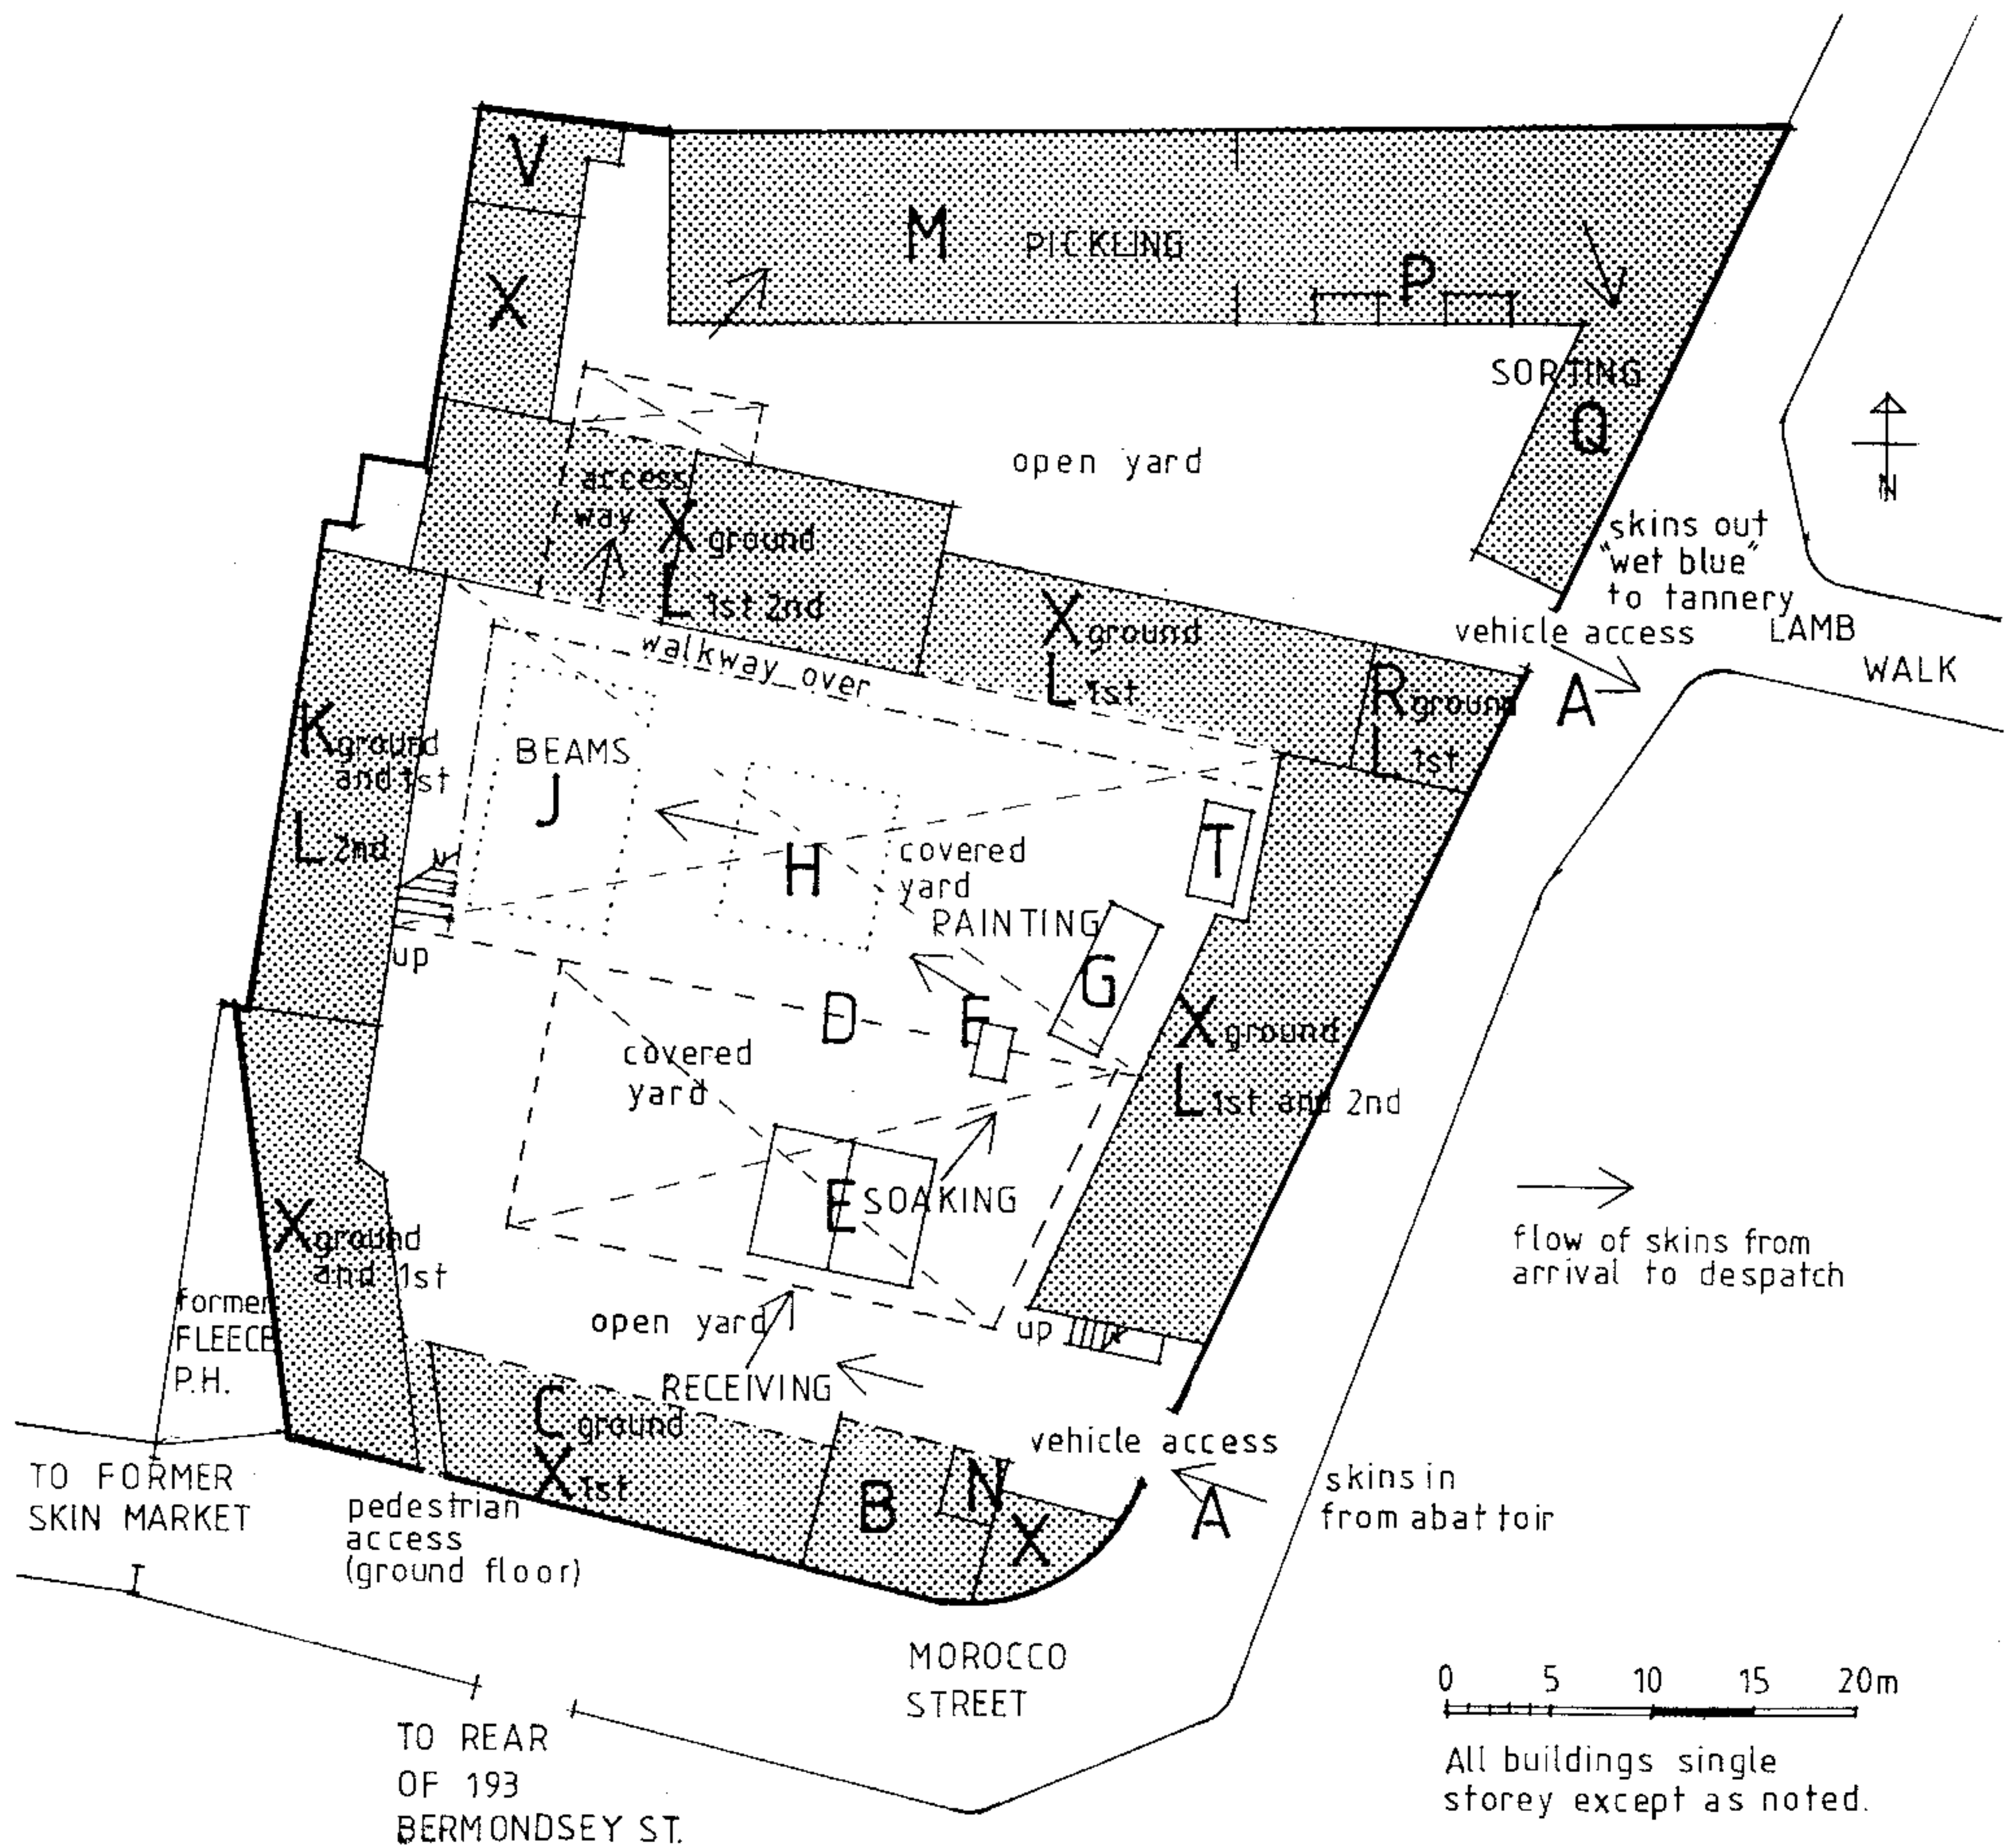 V
M PICKLING
P
X
SORTING
Q
N
open yard
access
way
X ground
L 1st 2nd
skins out
"wet blue"
to tannery
vehicle access
LAMB
WALK
A
X ground
L 1st
R ground
L 1st
walkway over
K ground
and 1st
L 2nd
BEAMS
J
H
covered
yard
T
PAINTING
up
G
D
F
X ground
L 1st and 2nd
covered
yard
E SOAKING
flow of skins from
arrival to despatch
X ground
and 1st
former
FLEECE
P.H.
open yard
up
RECEIVING
C ground
X 1st
vehicle access
B
N
X
A
skins in
from abattoir
TO FORMER
SKIN MARKET
pedestrian
access
(ground floor)
MOROCCO
STREET
TO REAR
OF 193
BERMONDSEY ST.
0 5 10 15 20m
All buildings single
storey except as noted.